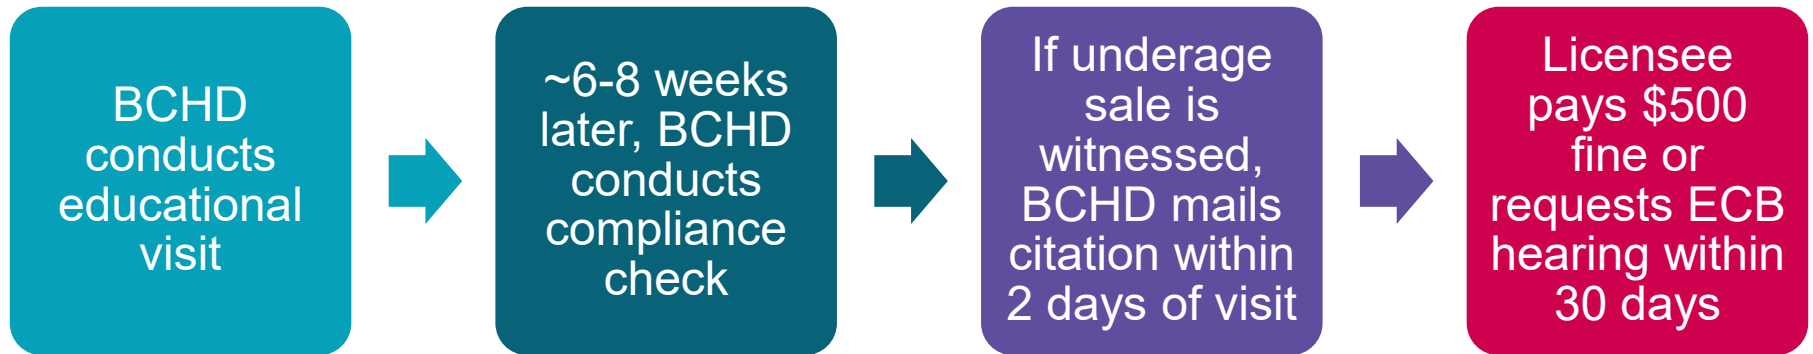 BCHD
conducts
educational
visit
~6-8 weeks
later, BCHD
conducts
compliance
check
If underage
sale is
witnessed,
BCHD mails
citation within
2 days of visit
Licensee
pays $500
fine or
requests ECB
hearing within
30 days